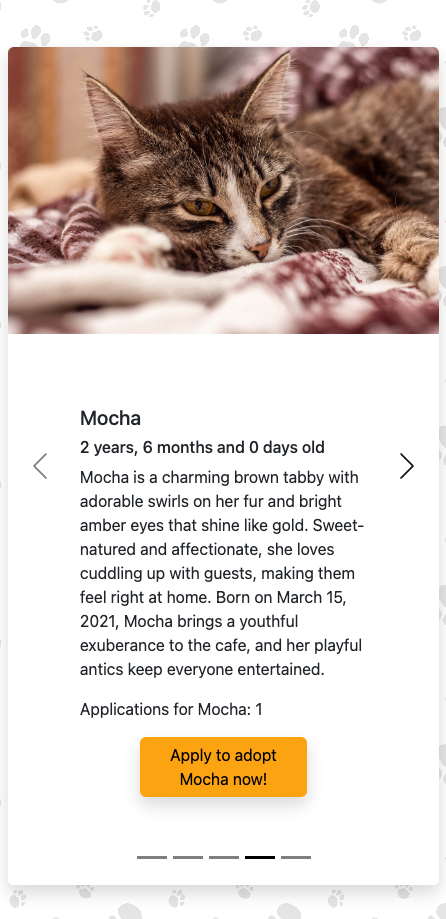 Mocha
2 years, 6 months and 0 days old
Mocha is a charming brown tabby with
adorable swirls on her fur and bright
amber eyes that shine like gold. Sweet-
natured and affectionate, she loves
cuddling up with guests, making them
feel right at home. Born on March 15,
2021, Mocha brings a youthful
exuberance to the cafe, and her playful
antics keep everyone entertained.
Applications for Mocha: 1
Apply to adopt
Mocha now!